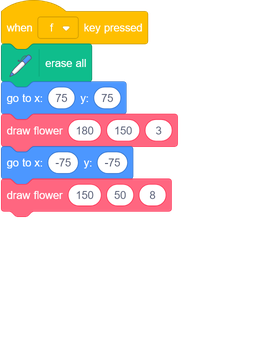 when f key pressed
erase all
go to x: 75 y: 75
draw flower 180 150 3
go to x: -75 y: -75
draw flower 150 50 8